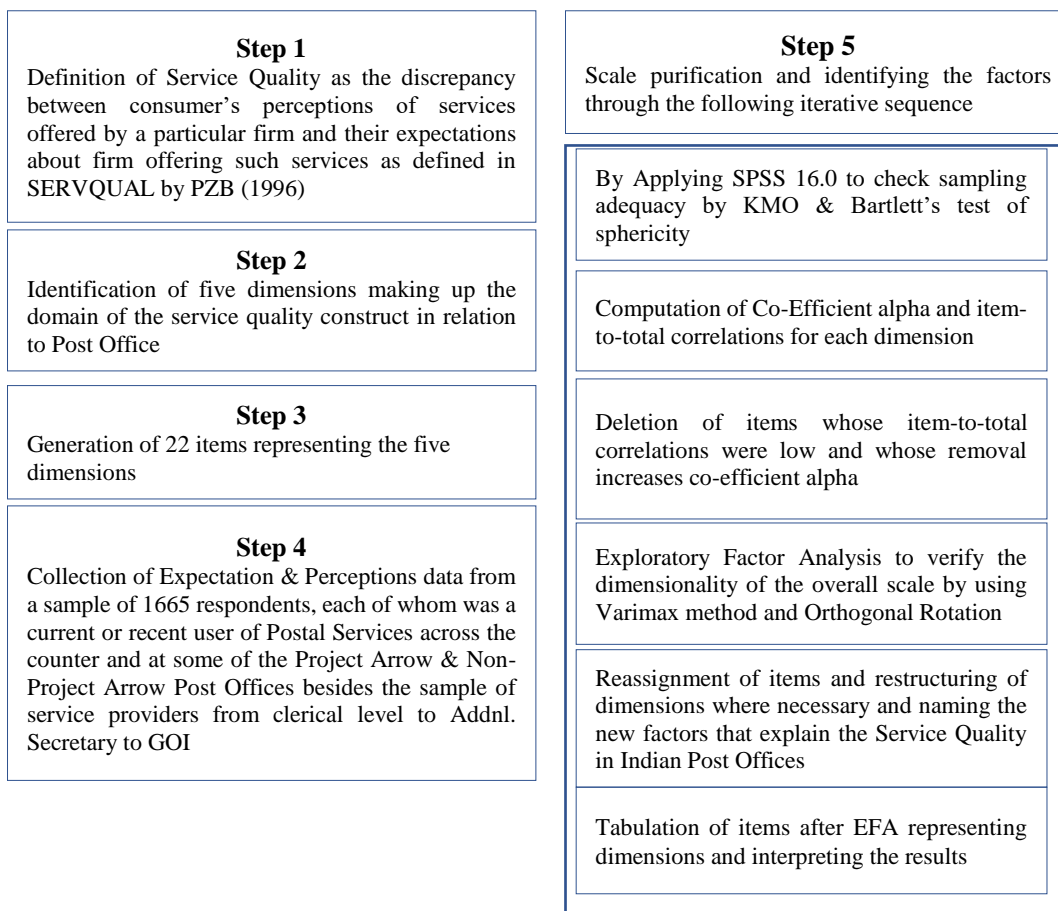 Step 1
Definition of Service Quality as the discrepancy
between consumer's perceptions of services
offered by a particular firm and their expectations
about firm offering such services as defined in
SERVQUAL by PZB (1996)
Step 2
Identification of five dimensions making up the
domain of the service quality construct in relation
to Post Office
Step 3
Generation of 22 items representing the five
dimensions
Step 4
Collection of Expectation & Perceptions data from
a sample of 1665 respondents, each of whom was a
current or recent user of Postal Services across the
counter and at some of the Project Arrow & Non-
Project Arrow Post Offices besides the sample of
service providers from clerical level to Addnl.
Secretary to GOI
Step 5
Scale purification and identifying the factors
through the following iterative sequence
By Applying SPSS 16.0 to check sampling
adequacy by KMO & Bartlett's test of
sphericity
Computation of Co-Efficient alpha and item-
to-total correlations for each dimension
Deletion of items whose item-to-total
correlations were low and whose removal
increases co-efficient alpha
Exploratory Factor Analysis to verify the
dimensionality of the overall scale by using
Varimax method and Orthogonal Rotation
Reassignment of items and restructuring of
dimensions where necessary and naming the
new factors that explain the Service Quality
in Indian Post Offices
Tabulation of items after EFA representing
dimensions and interpreting the results